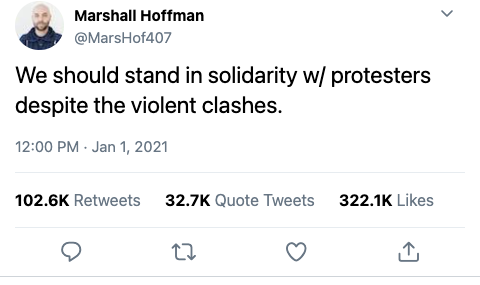 Marshall Hoffman
@MarsHof407
We should stand in solidarity w/ protesters
despite the violent clashes.
12:00 PM · Jan 1, 2021
102.6K Retweets 32.7K Quote Tweets 322.1K Likes